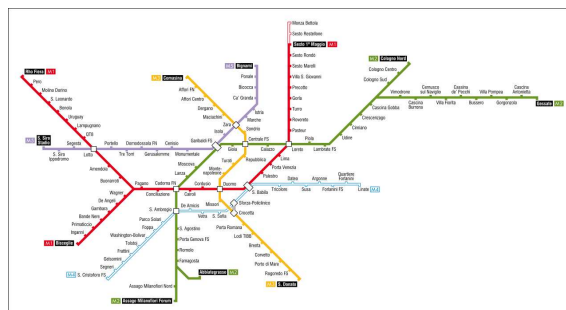 Monza Bettola
Sesto Restellone
Sesto 1° Maggio M1
Sesto Rondo
Sesto Marelli
Villa S. Giovanni
Precotto
Gorla
Turro
Rovereto
Pasteur
Loreto
Lima
Porta Venezia
Palestro
S. Babila
Duomo
Cordusio
Cairoli
Cadorna FN
Conciliazione
Pagano
Rho Fiera M1
Pero
Molino Dorino
S. Leonardo
Bonola
Uruguay
Lampugnano
QT8
Lotto
Amendola
Buonarroti
Wagner
De Angeli
Gambara
Bande Nere
Primaticcio
Inganni
M1 Bisceglie
M2 Cologno Nord
Cologno Centro
Cologno Sud
Vimodrone
Cascina Burrona
Cernusco sul Naviglio
Villa Fiorita
Cassina de' Pecchi
Bussero
Villa Pompea
Gorgonzola
Cascina Antonietta
Gessate M2
Cascina Gobba
Crescenzago
Cimiano
Udine
Lambrate FS
Piola
Caiazzo
Centrale FS
Gioia
Garibaldi FS
Moscova
Lanza
S. Ambrogio
S. Agostino
Porta Genova FS
Romolo
Famagosta
Abbiategrasso M2
Assago Milanofiori Nord
M2 Assago Milanofiori Forum
M3 Comasina
Affori FN
Affori Centro
Dergano
Maciachini
Zara
Sondrio
Repubblica
Turati
Monte-
napoleone
Missori
Crocetta
Porta Romana
Lodi TIBB
Brenta
Corvetto
Porto di Mare
Rogoredo FS
M3 S. Donato
M5 Bignami
Ponale
Bicocca
Ca' Granda
Istria
Marche
Monumentale
Cenisio
Gerusalemme
Domodossola FN
Tre Torri
Portello
Segesta
S. Siro
Ippodromo
M5 S. Siro
Stadio
Linate M4
Quartiere
Forlanini
Forlanini FS
Argonne
Susa
Dateo
Tricolore
Sforza-Policlinico
S. Sofia
Vetra
De Amicis
Parco Solari
Foppa
Washington-Bolivar
Tolstoj
Frattini
Gelsomini
Segneri
M4 S. Cristoforo FS